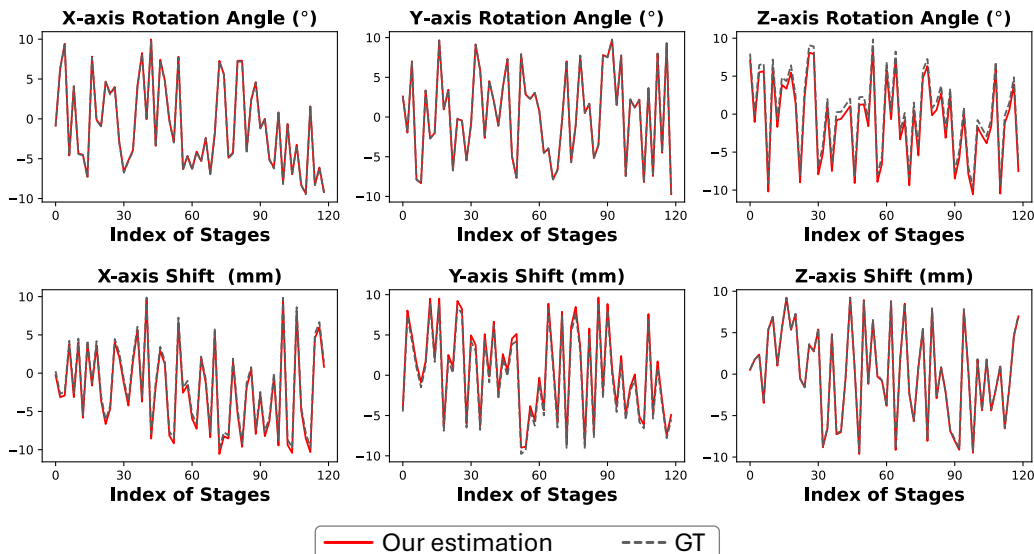 X-axis Rotation Angle (°) Y-axis Rotation Angle (°) Z-axis Rotation Angle (°)
10 10 10
5 5 5
0 0 0
−5 −5 −5
−10 −10 −10
0 30 60 90 120 0 30 60 90 120 0 30 60 90 120
Index of Stages Index of Stages Index of Stages
X-axis Shift (mm) Y-axis Shift (mm) Z-axis Shift (mm)
10 10 10
5 5 5
0 0 0
−5 −5 −5
−10 −10 −10
0 30 60 90 120 0 30 60 90 120 0 30 60 90 120
Index of Stages Index of Stages Index of Stages
Our estimation GT